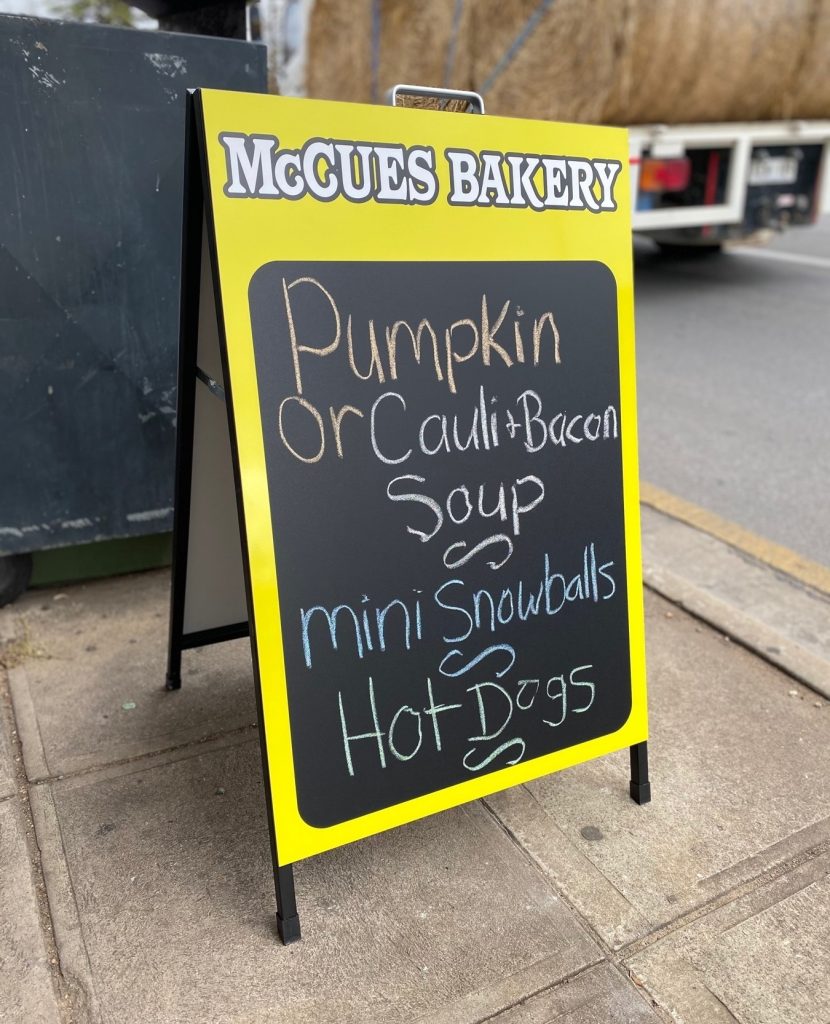 McCUES BAKERY
Pumpkin
or Cauli+Bacon
Soup
mini Snowballs
Hot Dogs